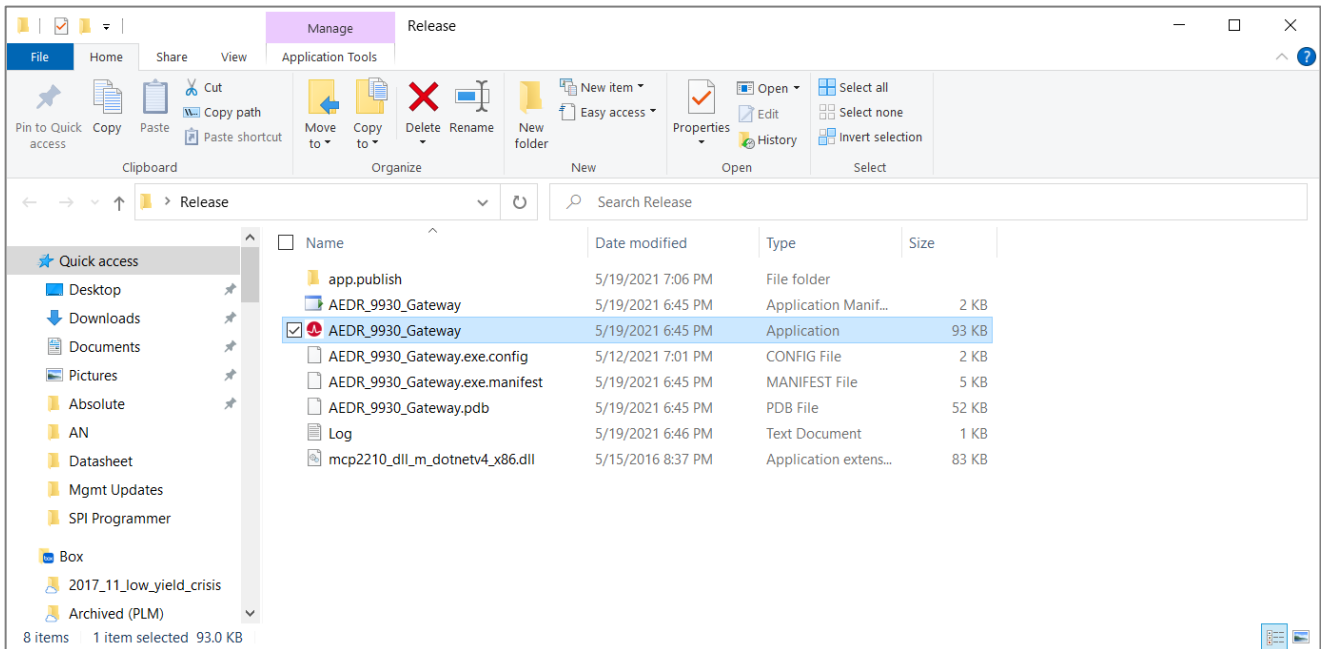 Manage Release
File Home Share View Application Tools
Pin to Quick access
Copy
Paste
Cut
Copy path
Paste shortcut
Clipboard
Move to
Copy to
Delete
Rename
Organize
New folder
New item
Easy access
New
Properties
Open
Edit
History
Open
Select all
Select none
Invert selection
Select
Release
Search Release
Quick access
Desktop
Downloads
Documents
Pictures
Absolute
AN
Datasheet
Mgmt Updates
SPI Programmer
Box
box
2017_11_low_yield_crisis
Archived (PLM)
Name Date modified Type Size
app.publish 5/19/2021 7:06 PM File folder
AEDR_9930_Gateway 5/19/2021 6:45 PM Application Manif... 2 KB
AEDR_9930_Gateway 5/19/2021 6:45 PM Application 93 KB
AEDR_9930_Gateway.exe.config 5/12/2021 7:01 PM CONFIG File 2 KB
AEDR_9930_Gateway.exe.manifest 5/19/2021 6:45 PM MANIFEST File 5 KB
AEDR_9930_Gateway.pdb 5/19/2021 6:45 PM PDB File 52 KB
Log 5/19/2021 6:46 PM Text Document 1 KB
mcp2210_dll_m_dotnetv4_x86.dll 5/15/2016 8:37 PM Application extens... 83 KB
8 items 1 item selected 93.0 KB